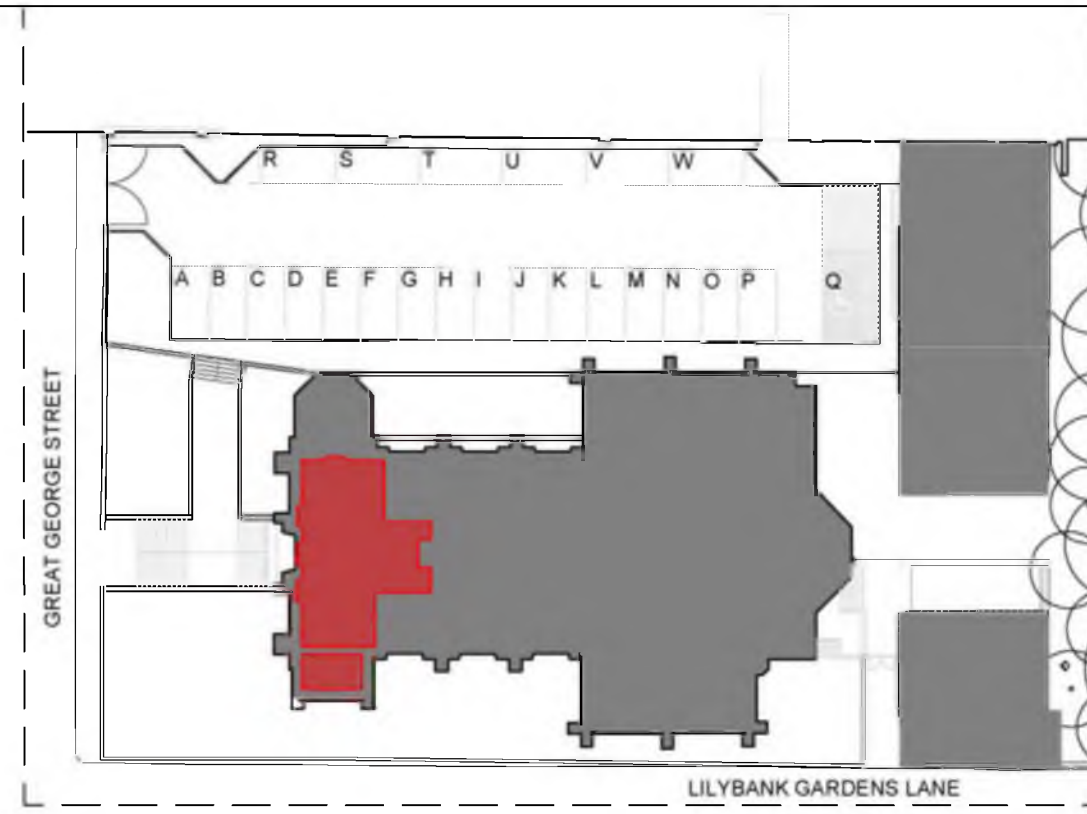 R S T U V W
A B C D E F G H I J K L M N O P Q
GREAT GEORGE STREET
LILYBANK GARDENS LANE